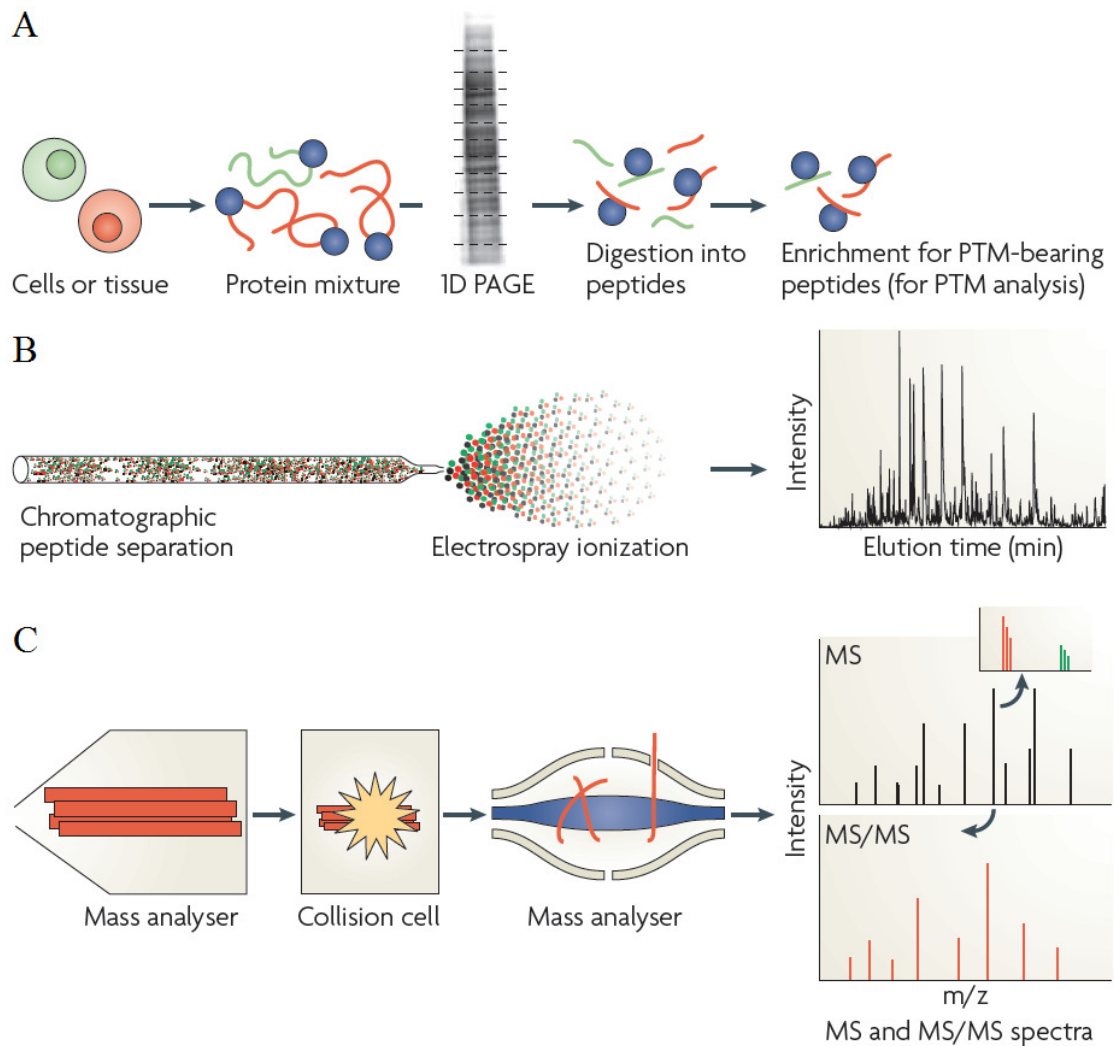 A
Cells or tissue
Protein mixture
1D PAGE
Digestion into
peptides
Enrichment for PTM-bearing
peptides (for PTM analysis)
B
Chromatographic
peptide separation
Electrospray ionization
Intensity
Elution time (min)
C
Mass analyser
Collision cell
Mass analyser
MS
Intensity
MS/MS
m/z
MS and MS/MS spectra